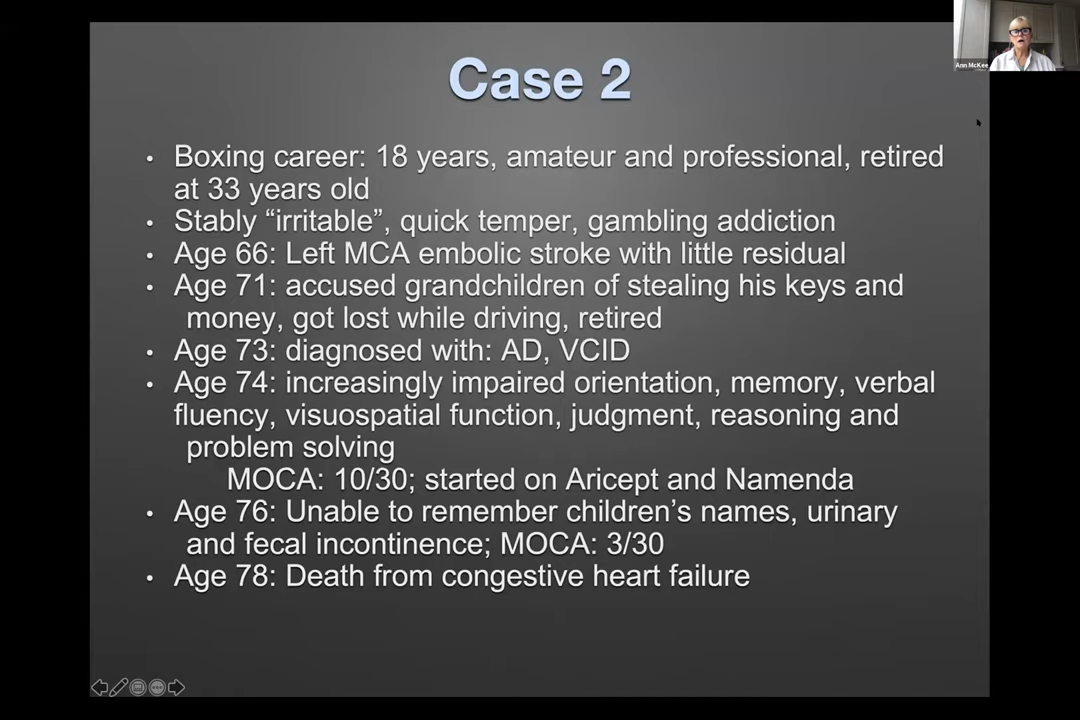 Ann McKee
Case 2
• Boxing career: 18 years, amateur and professional, retired
at 33 years old
• Stably “irritable”, quick temper, gambling addiction
• Age 66: Left MCA embolic stroke with little residual
• Age 71: accused grandchildren of stealing his keys and
money, got lost while driving, retired
• Age 73: diagnosed with: AD, VCID
• Age 74: increasingly impaired orientation, memory, verbal
fluency, visuospatial function, judgment, reasoning and
problem solving
MOCA: 10/30; started on Aricept and Namenda
• Age 76: Unable to remember children’s names, urinary
and fecal incontinence; MOCA: 3/30
• Age 78: Death from congestive heart failure